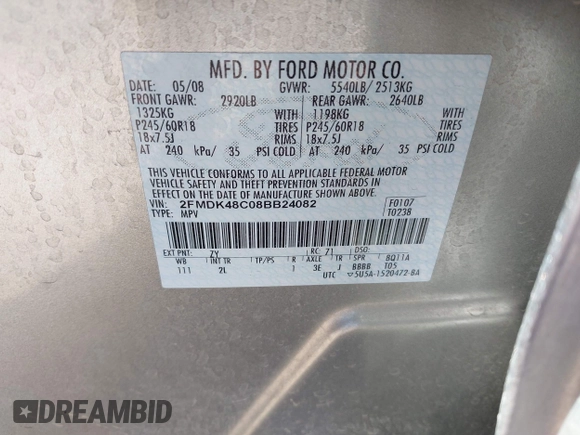 MFD. BY FORD MOTOR CO.
DATE: 05/08 GVWR: 5540LB/ 2513KG
FRONT GAWR: 2920LB REAR GAWR: 2640LB
1325KG 1198KG
P245/60R18 TIRES P245/60R18 TIRES
18x7.5J RIMS 18x7.5J RIMS
AT 240 kPa/ 35 PSI COLD AT 240 kPa/ 35 PSI COLD
THIS VEHICLE CONFORMS TO ALL APPLICABLE FEDERAL MOTOR
VEHICLE SAFETY AND THEFT PREVENTION STANDARDS IN
EFFECT ON THE DATE OF MANUFACTURE SHOWN ABOVE.
VIN: 2FMDK48C08BB24082 F0107
TYPE: MPV T0238
EXT PNT: ZY RC: 71 DSO:
WB INT TR TP/PS R AXLE TR SPR 8Q11A
111 2L 1 3E J BBBB T05
UTC 5U5A-1520472-BA
DREAMBID